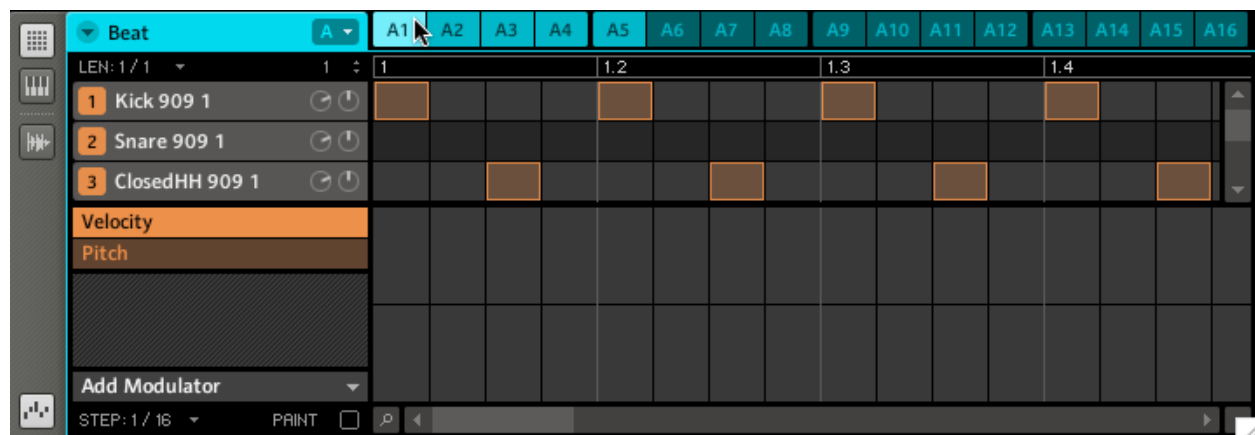 Beat A A1 A2 A3 A4 A5 A6 A7 A8 A9 A10 A11 A12 A13 A14 A15 A16
LEN: 1 / 1 1 1 1.2 1.3 1.4
1 Kick 909 1
2 Snare 909 1
3 ClosedHH 909 1
Velocity
Pitch
Add Modulator
STEP: 1 / 16 PAINT